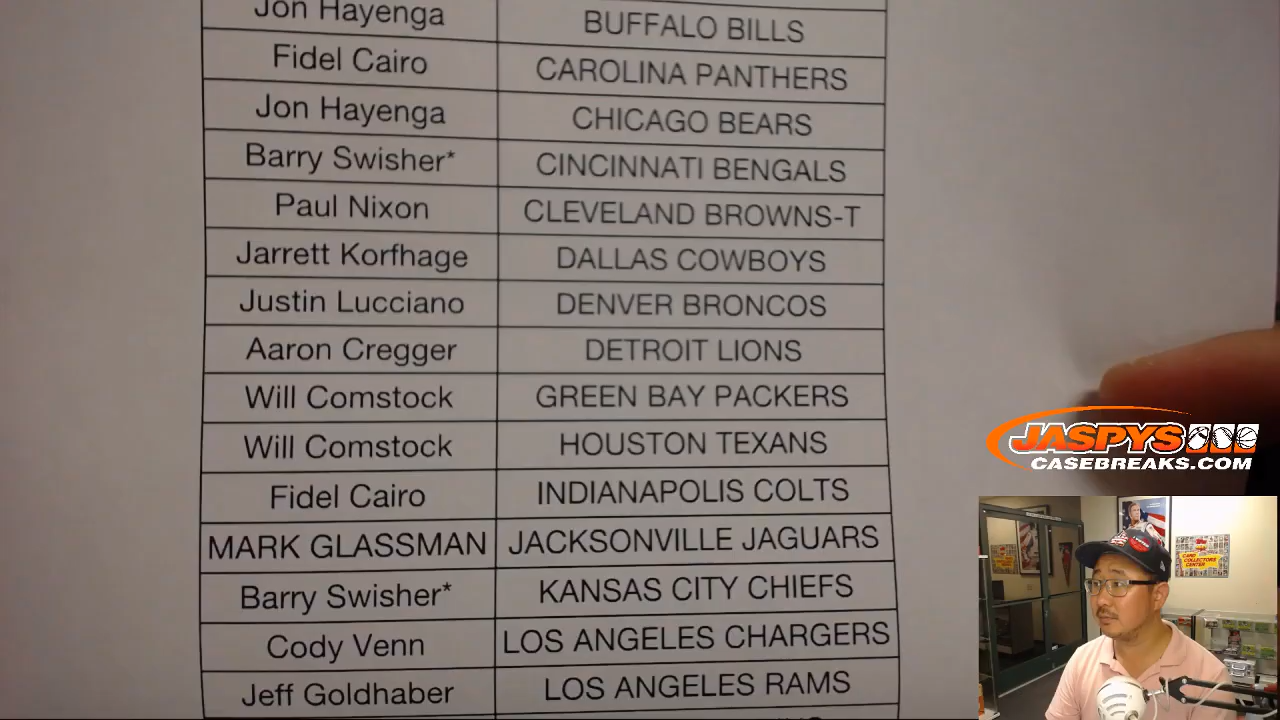 Jon Hayenga BUFFALO BILLS
Fidel Cairo CAROLINA PANTHERS
Jon Hayenga CHICAGO BEARS
Barry Swisher* CINCINNATI BENGALS
Paul Nixon CLEVELAND BROWNS-T
Jarrett Korfhage DALLAS COWBOYS
Justin Lucciano DENVER BRONCOS
Aaron Cregger DETROIT LIONS
Will Comstock GREEN BAY PACKERS
Will Comstock HOUSTON TEXANS
Fidel Cairo INDIANAPOLIS COLTS
MARK GLASSMAN JACKSONVILLE JAGUARS
Barry Swisher* KANSAS CITY CHIEFS
Cody Venn LOS ANGELES CHARGERS
Jeff Goldhaber LOS ANGELES RAMS
JASPYS
CASEBREAKS.COM